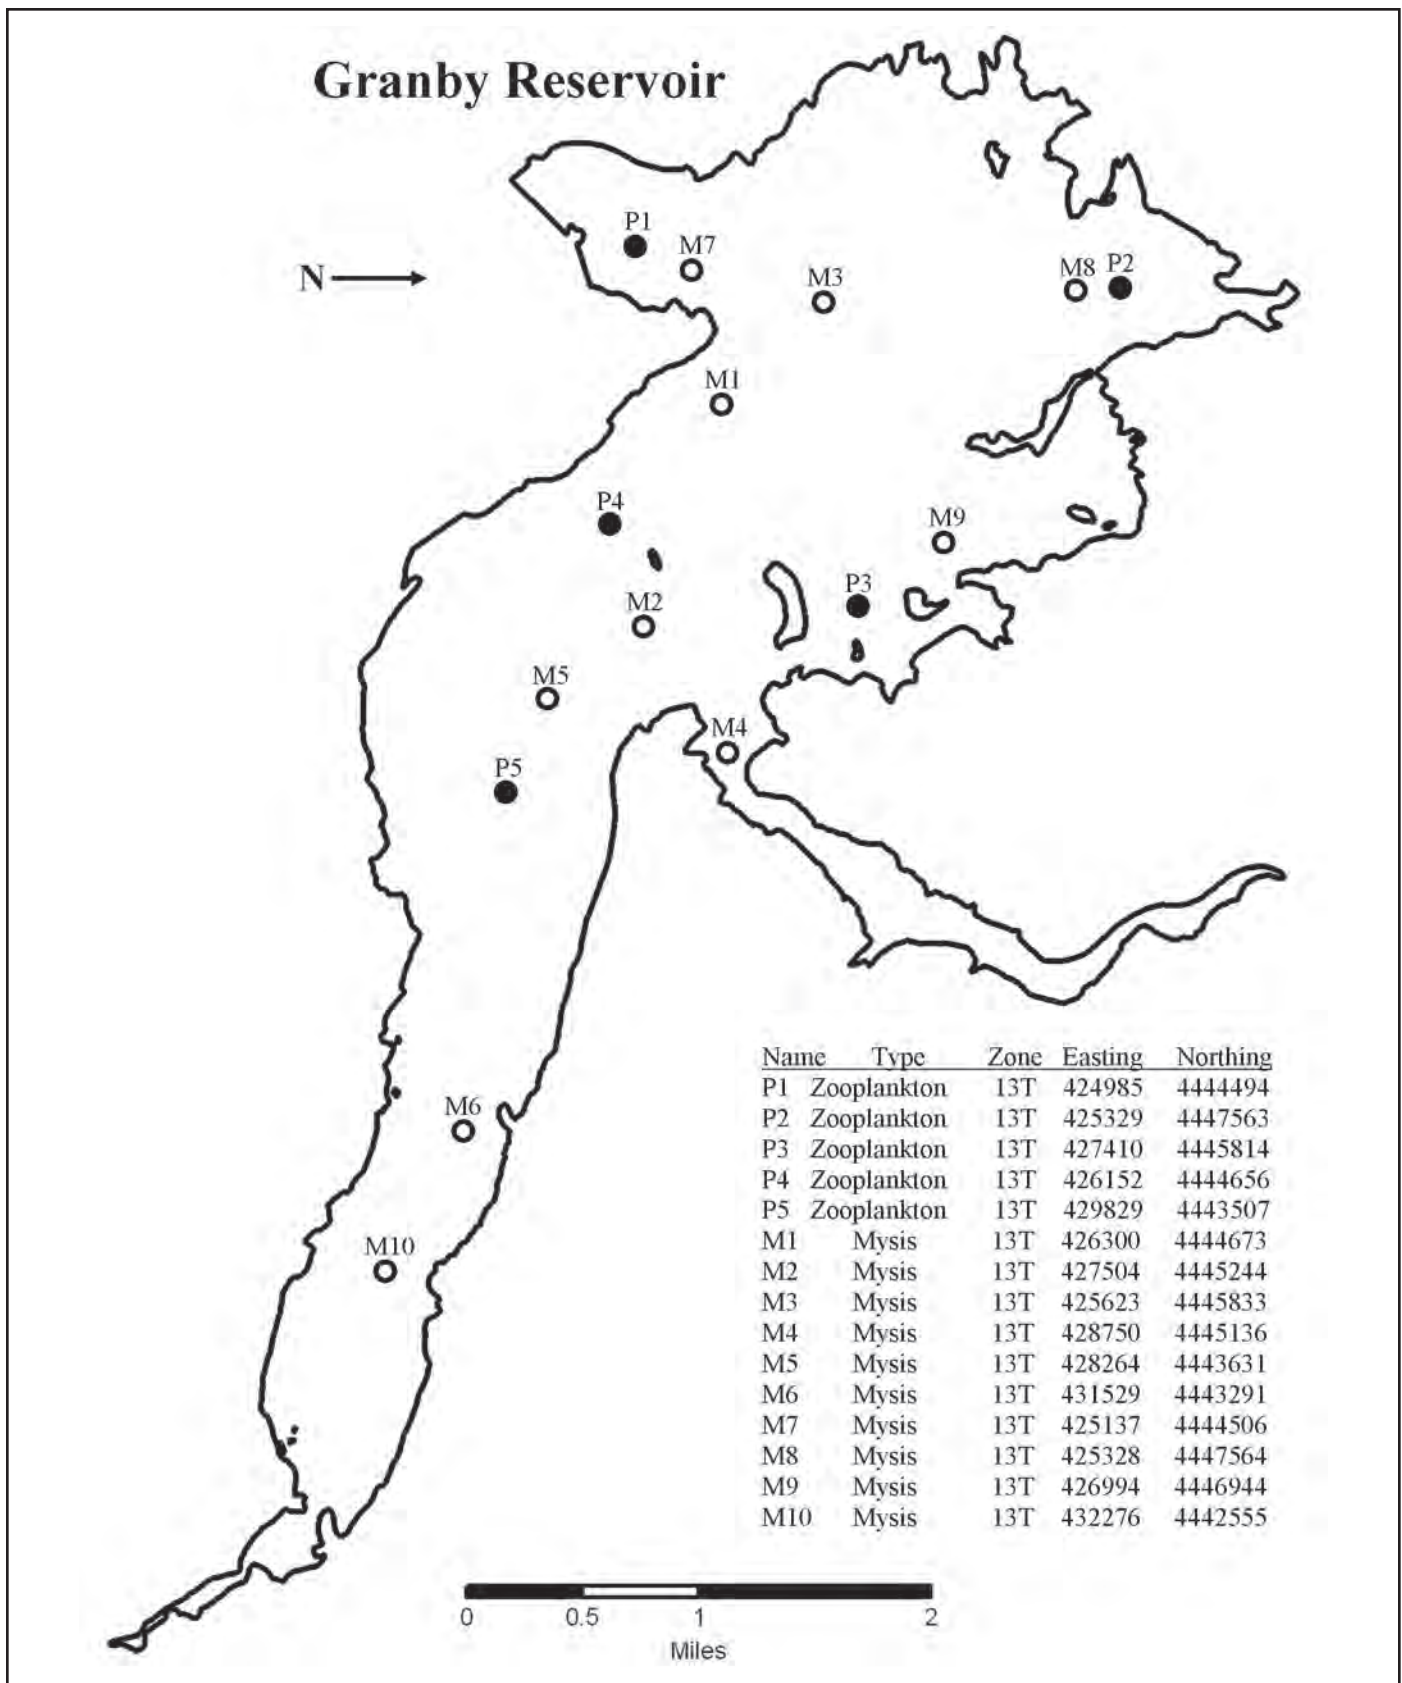 Granby Reservoir
P1
M7
N
M3
M8 P2
M1
P4
M9
P3
M2
M5
M4
P5
M6
M10
Name Type Zone Easting Northing
P1 Zooplankton 13T 424985 4444494
P2 Zooplankton 13T 425329 4447563
P3 Zooplankton 13T 427410 4445814
P4 Zooplankton 13T 426152 4444656
P5 Zooplankton 13T 429829 4443507
M1 Mysis 13T 426300 4444673
M2 Mysis 13T 427504 4445244
M3 Mysis 13T 425623 4445833
M4 Mysis 13T 428750 4445136
M5 Mysis 13T 428264 4443631
M6 Mysis 13T 431529 4443291
M7 Mysis 13T 425137 4444506
M8 Mysis 13T 425328 4447564
M9 Mysis 13T 426994 4446944
M10 Mysis 13T 432276 4442555
0 0.5 1 2
Miles